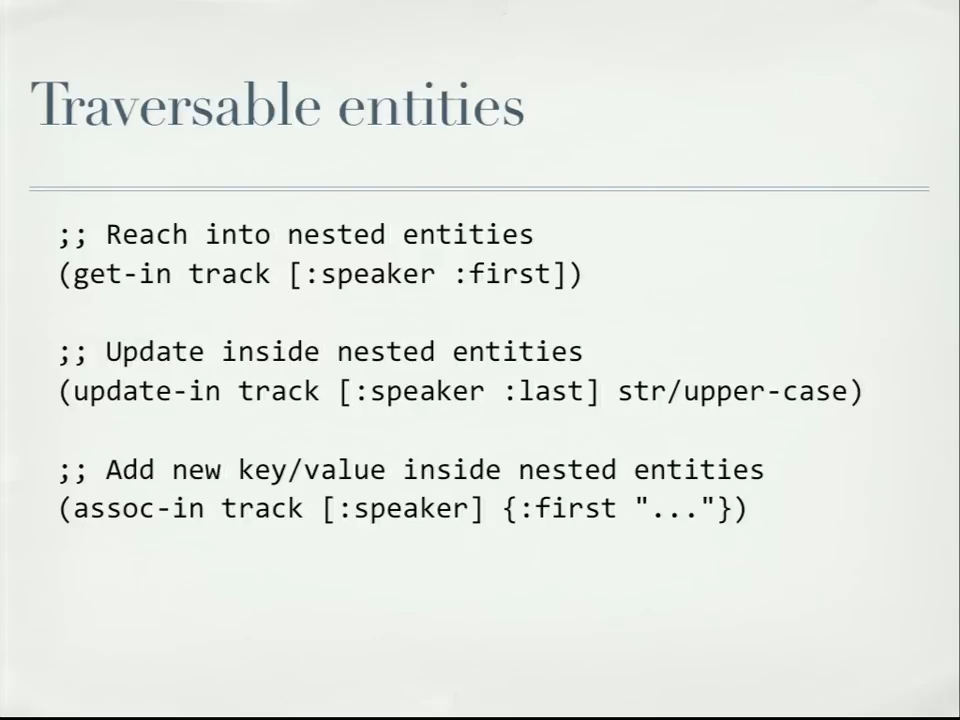 Traversable entities
;; Reach into nested entities
(get-in track [:speaker :first])
;; Update inside nested entities
(update-in track [:speaker :last] str/upper-case)
;; Add new key/value inside nested entities
(assoc-in track [:speaker] {:first "..."})